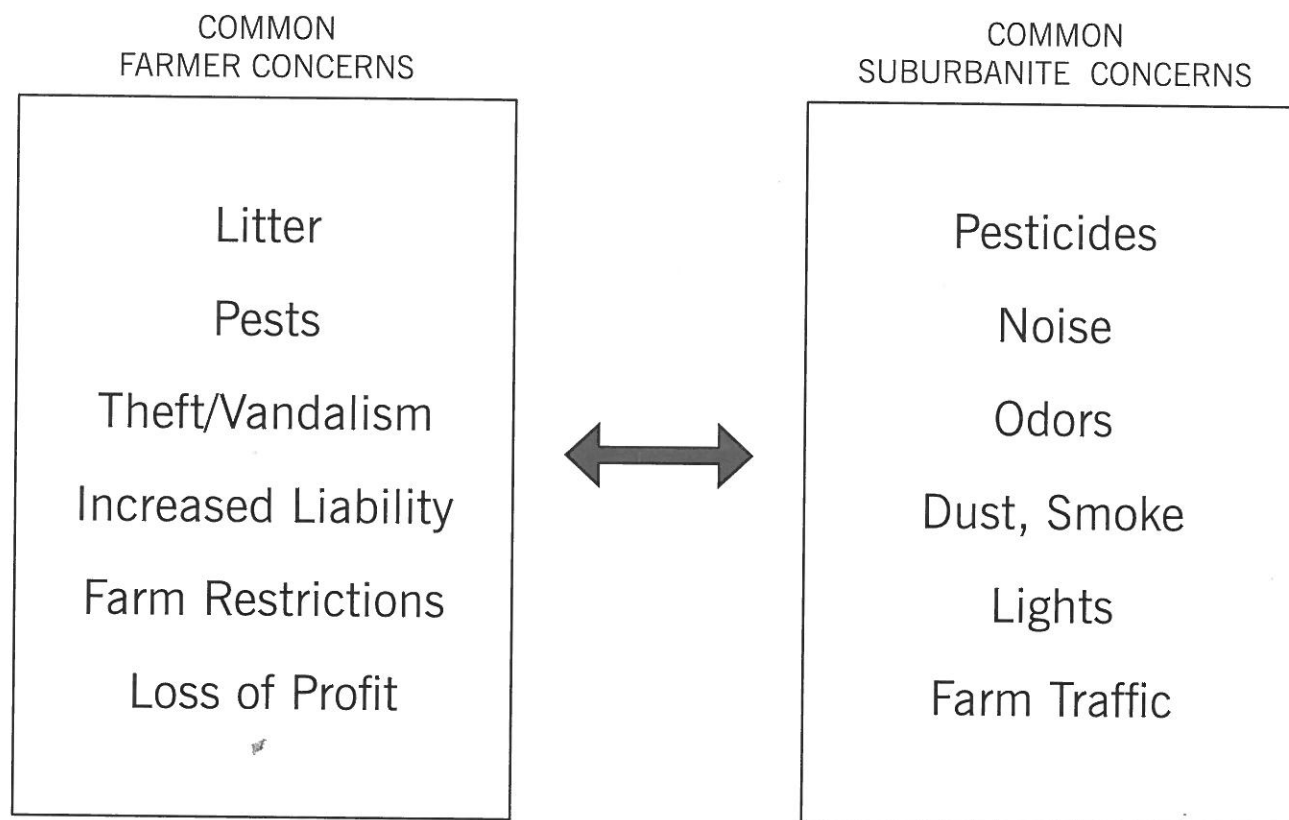 COMMON
FARMER CONCERNS
Litter
Pests
Theft/Vandalism
Increased Liability
Farm Restrictions
Loss of Profit
COMMON
SUBURBANITE CONCERNS
Pesticides
Noise
Odors
Dust, Smoke
Lights
Farm Traffic